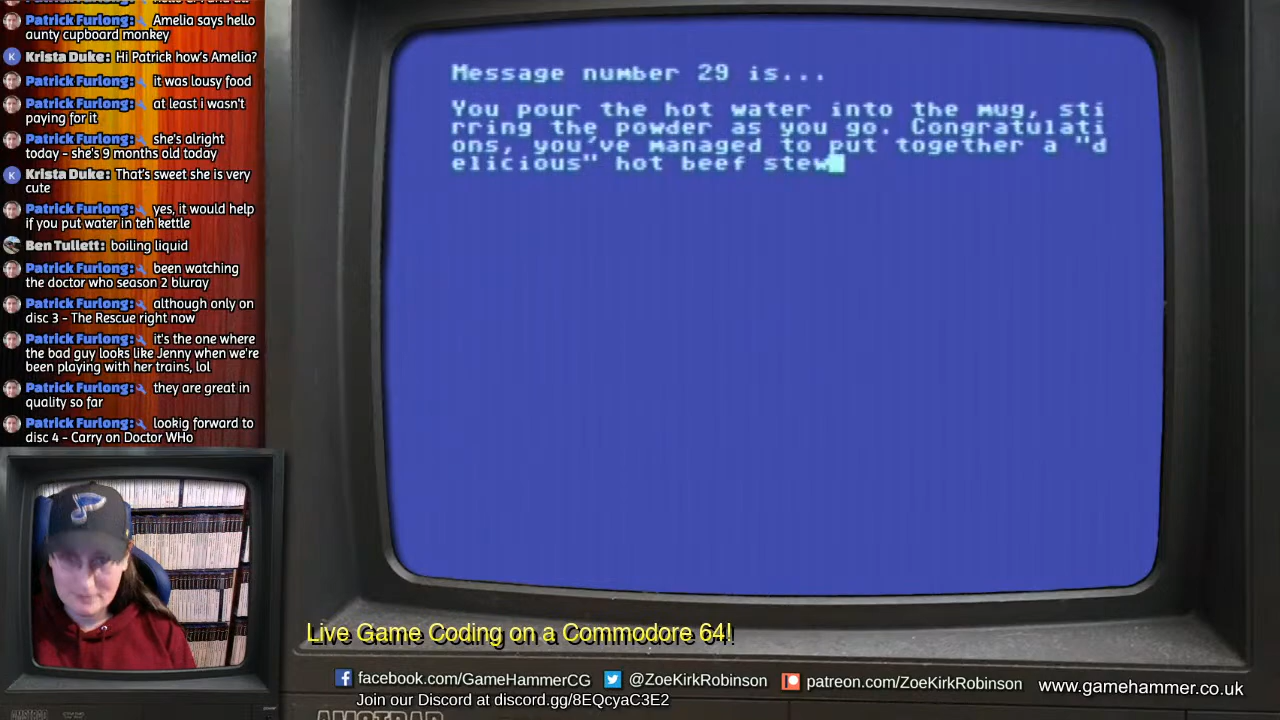 Patrick Furlong: Amelia says hello
aunty cupboard monkey
K Krista Duke: Hi Patrick how's Amelia?
Patrick Furlong: it was lousy food
Patrick Furlong: at least i wasn't
paying for it
Patrick Furlong: she's alright
today - she's 9 months old today
K Krista Duke: That's sweet she is very
cute
Patrick Furlong: yes, it would help
if you put water in teh kettle
Ben Tullett: boiling liquid
Patrick Furlong: been watching
the doctor who season 2 bluray
Patrick Furlong: although only on
disc 3 - The Rescue right now
Patrick Furlong: it's the one where
the bad guy looks like Jenny when we're
been playing with her trains, lol
Patrick Furlong: they are great in
quality so far
Patrick Furlong: lookig forward to
disc 4 - Carry on Doctor WHo
Message number 29 is...
You pour the hot water into the mug, sti
rring the powder as you go. Congratulati
ons, you've managed to put together a "d
elicious" hot beef stew
Live Game Coding on a Commodore 64!
facebook.com/GameHammerCG @ZoeKirkRobinson patreon.com/ZoeKirkRobinson www.gamehammer.co.uk
Join our Discord at discord.gg/8EQcyaC3E2
AMSTRAD